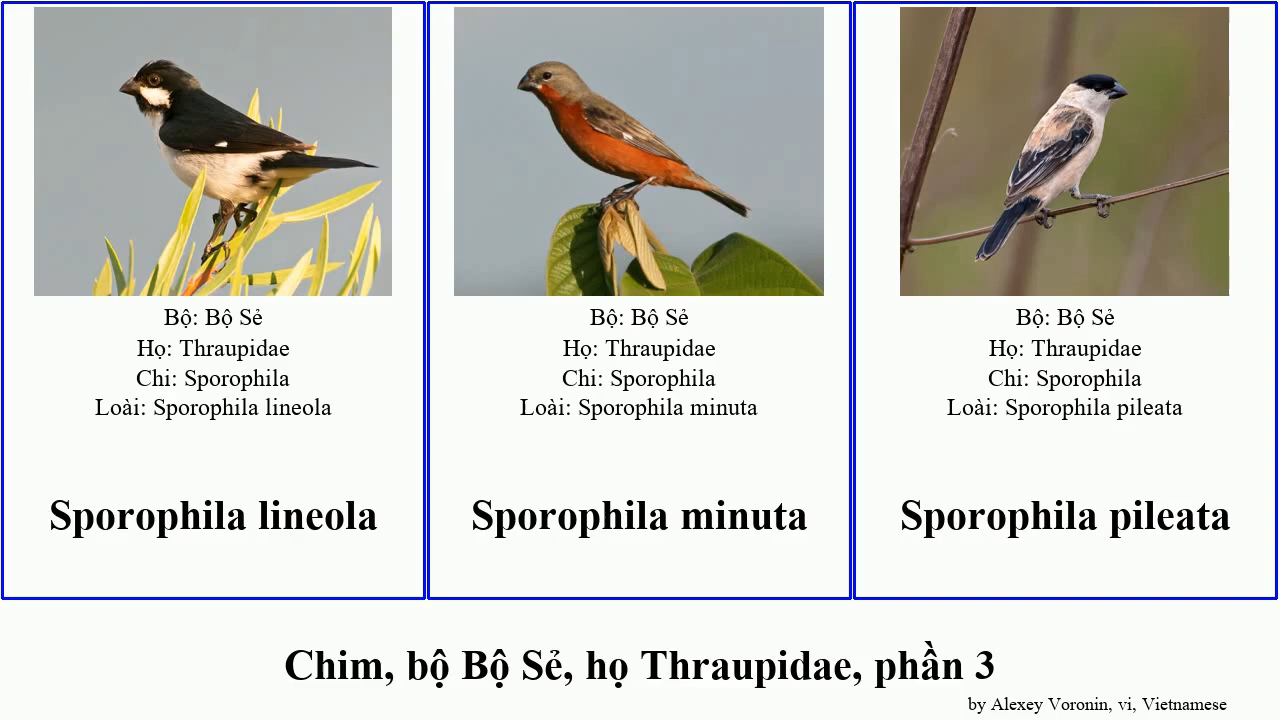 Bộ: Bộ Sẻ
Họ: Thraupidae
Chi: Sporophila
Loài: Sporophila lineola
Sporophila lineola
Bộ: Bộ Sẻ
Họ: Thraupidae
Chi: Sporophila
Loài: Sporophila minuta
Sporophila minuta
Bộ: Bộ Sẻ
Họ: Thraupidae
Chi: Sporophila
Loài: Sporophila pileata
Sporophila pileata
Chim, bộ Bộ Sẻ, họ Thraupidae, phần 3
by Alexey Voronin, vi, Vietnamese